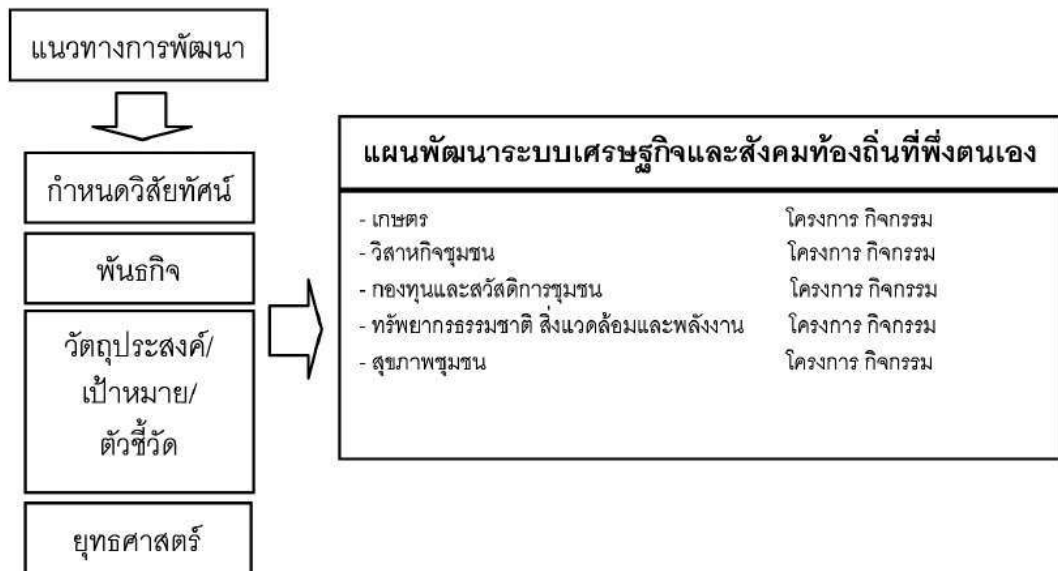 แนวทางการพัฒนา
กำหนดวิสัยทัศน์
พันธกิจ
วัตถุประสงค์/
เป้าหมาย/
ตัวชี้วัด
ยุทธศาสตร์
แผนพัฒนาระบบเศรษฐกิจและสังคมท้องถิ่นที่พึ่งตนเอง
- เกษตร โครงการ กิจกรรม
- วิสาหกิจชุมชน โครงการ กิจกรรม
- กองทุนและสวัสดิการชุมชน โครงการ กิจกรรม
- ทรัพยากรธรรมชาติ สิ่งแวดล้อมและพลังงาน โครงการ กิจกรรม
- สุขภาพชุมชน โครงการ กิจกรรม